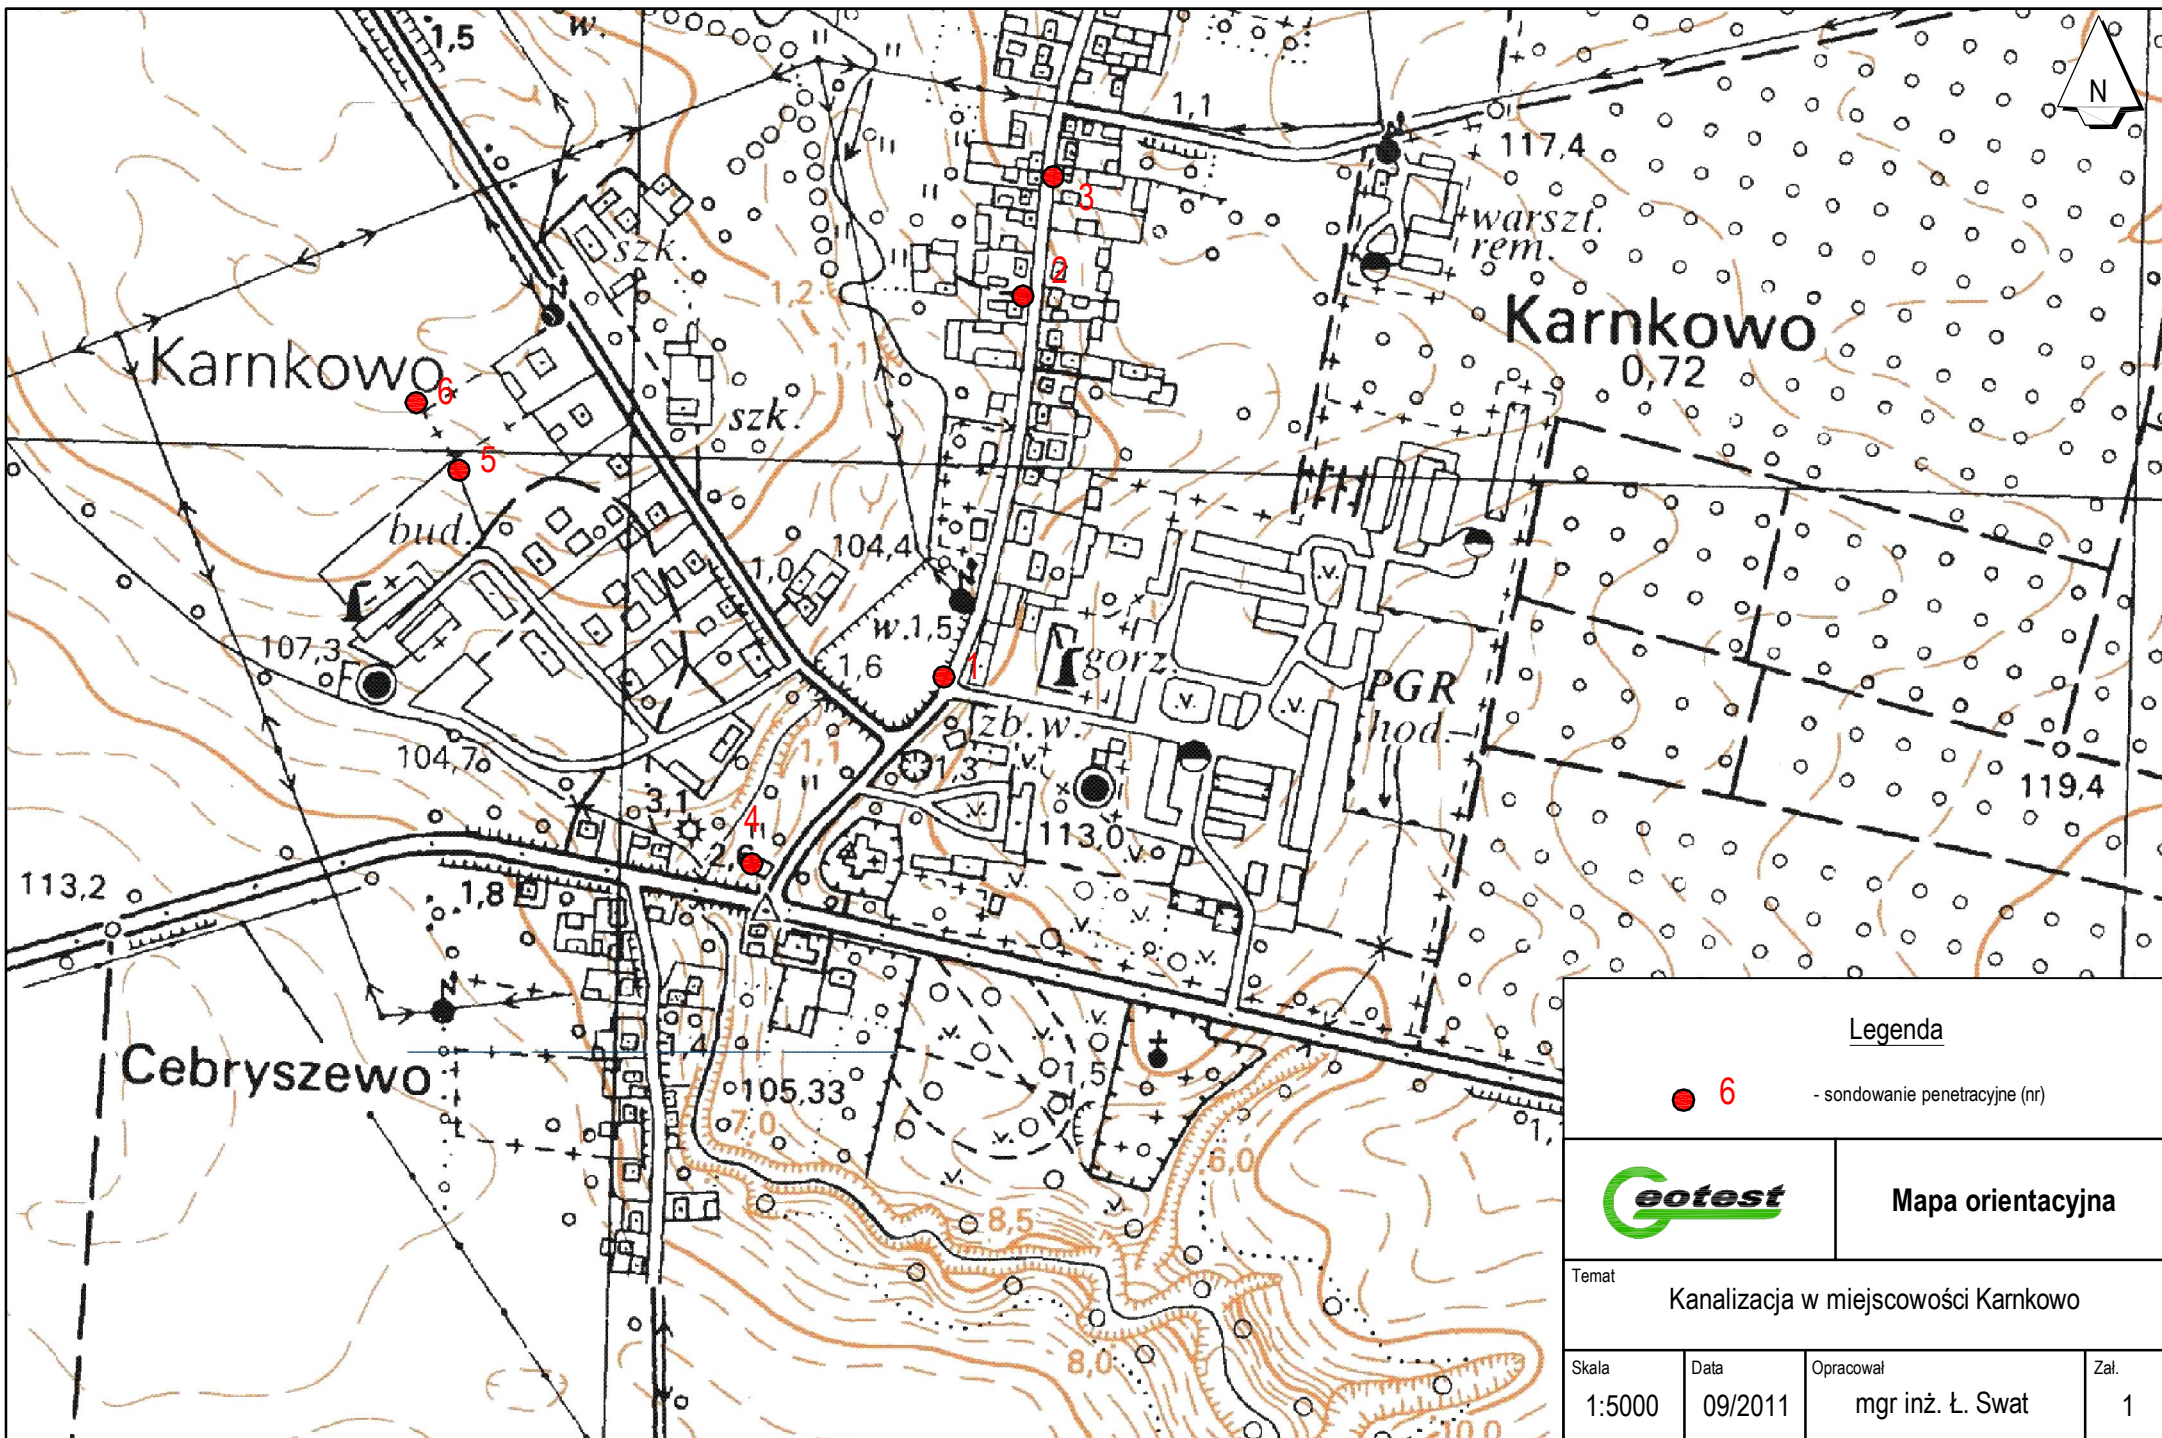 1,5
w.
1,1
N
117,4
3
warszt.
rem.
szk.
2
1,2
Karnkowo
0,72
1,1
Karnkowo
6
szk.
5
bud.
104,4
1,0
w.1,5
107,3
1,6
1
gorz.
PGR
hod.
zb.w.
104,7
1,1
1,3
3,1
4
119,4
113,0
2,6
113,2
1,8
Cebryszewo
105,33
1,5
7,0
6,0
8,5
8,0
10,0
Legenda
6 - sondowanie penetracyjne (nr)
Geotest
Mapa orientacyjna
Temat
Kanalizacja w miejscowości Karnkowo
Skala
1:5000
Data
09/2011
Opracował
mgr inż. Ł. Swat
Zał.
1